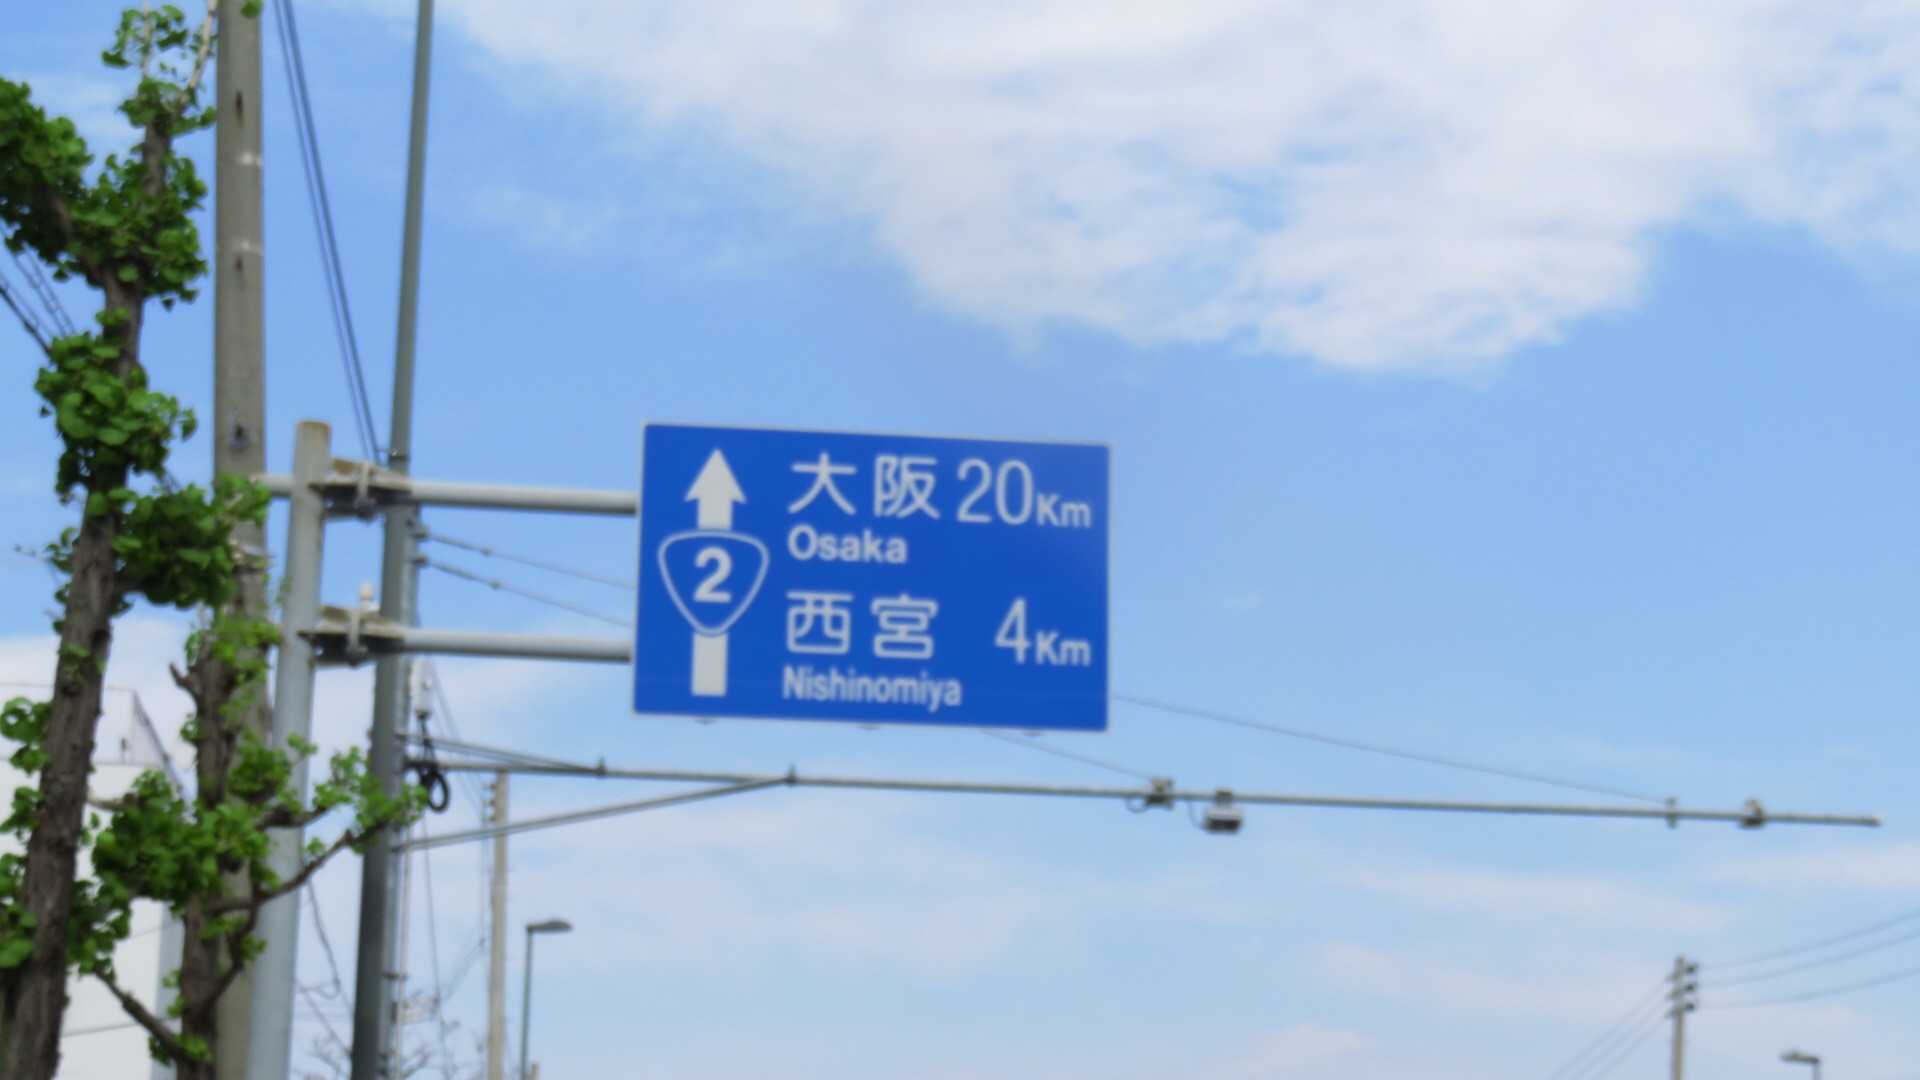 大阪 20Km
Osaka
2
西宮 4Km
Nishinomiya